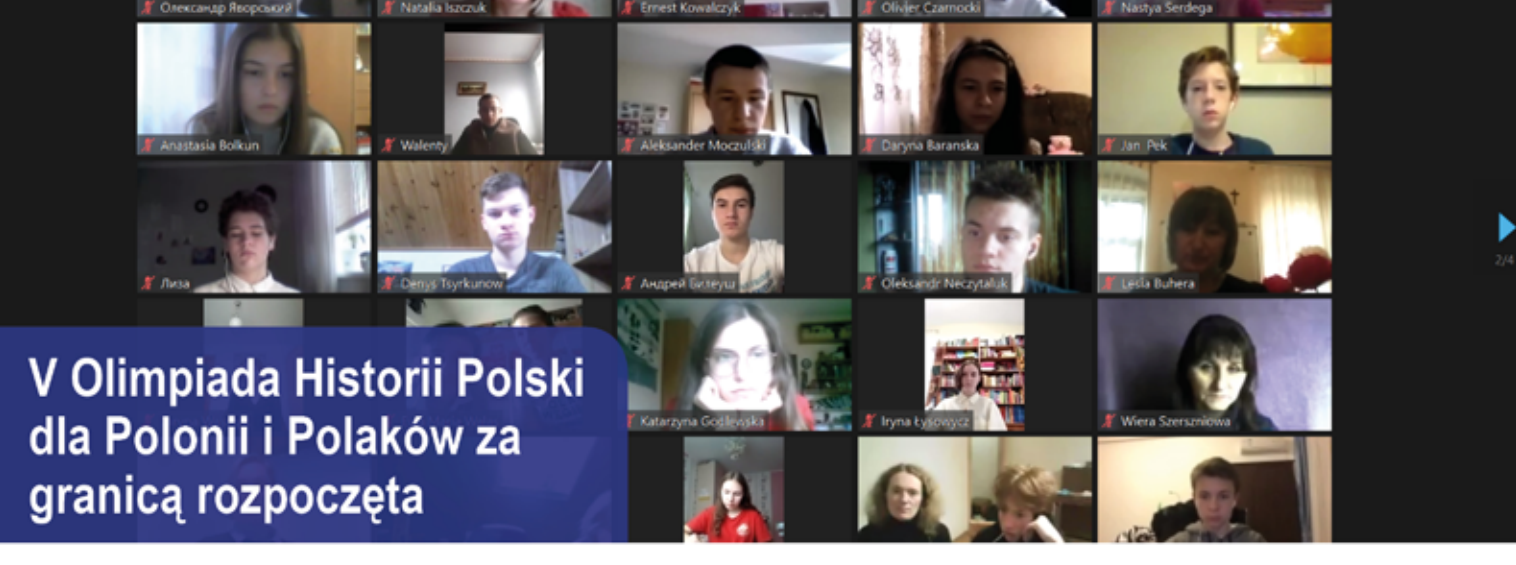 Олександр Яворський
Natalia Iszczuk
Ernest Kowalczyk
Olivier Czarnocki
Nastya Serdega
Anastasia Bolkun
Walenty
Aleksander Moczulski
Daryna Baranska
Jan Pek
Лиза
Denys Tsyrkunow
Андрей Билеуш
Oleksandr Neczytaluk
Lesia Buhera
Katarzyna Godlewska
Iryna Łysowycz
Wiera Szerszniowa
2/4
V Olimpiada Historii Polski
dla Polonii i Polaków za
granicą rozpoczęta